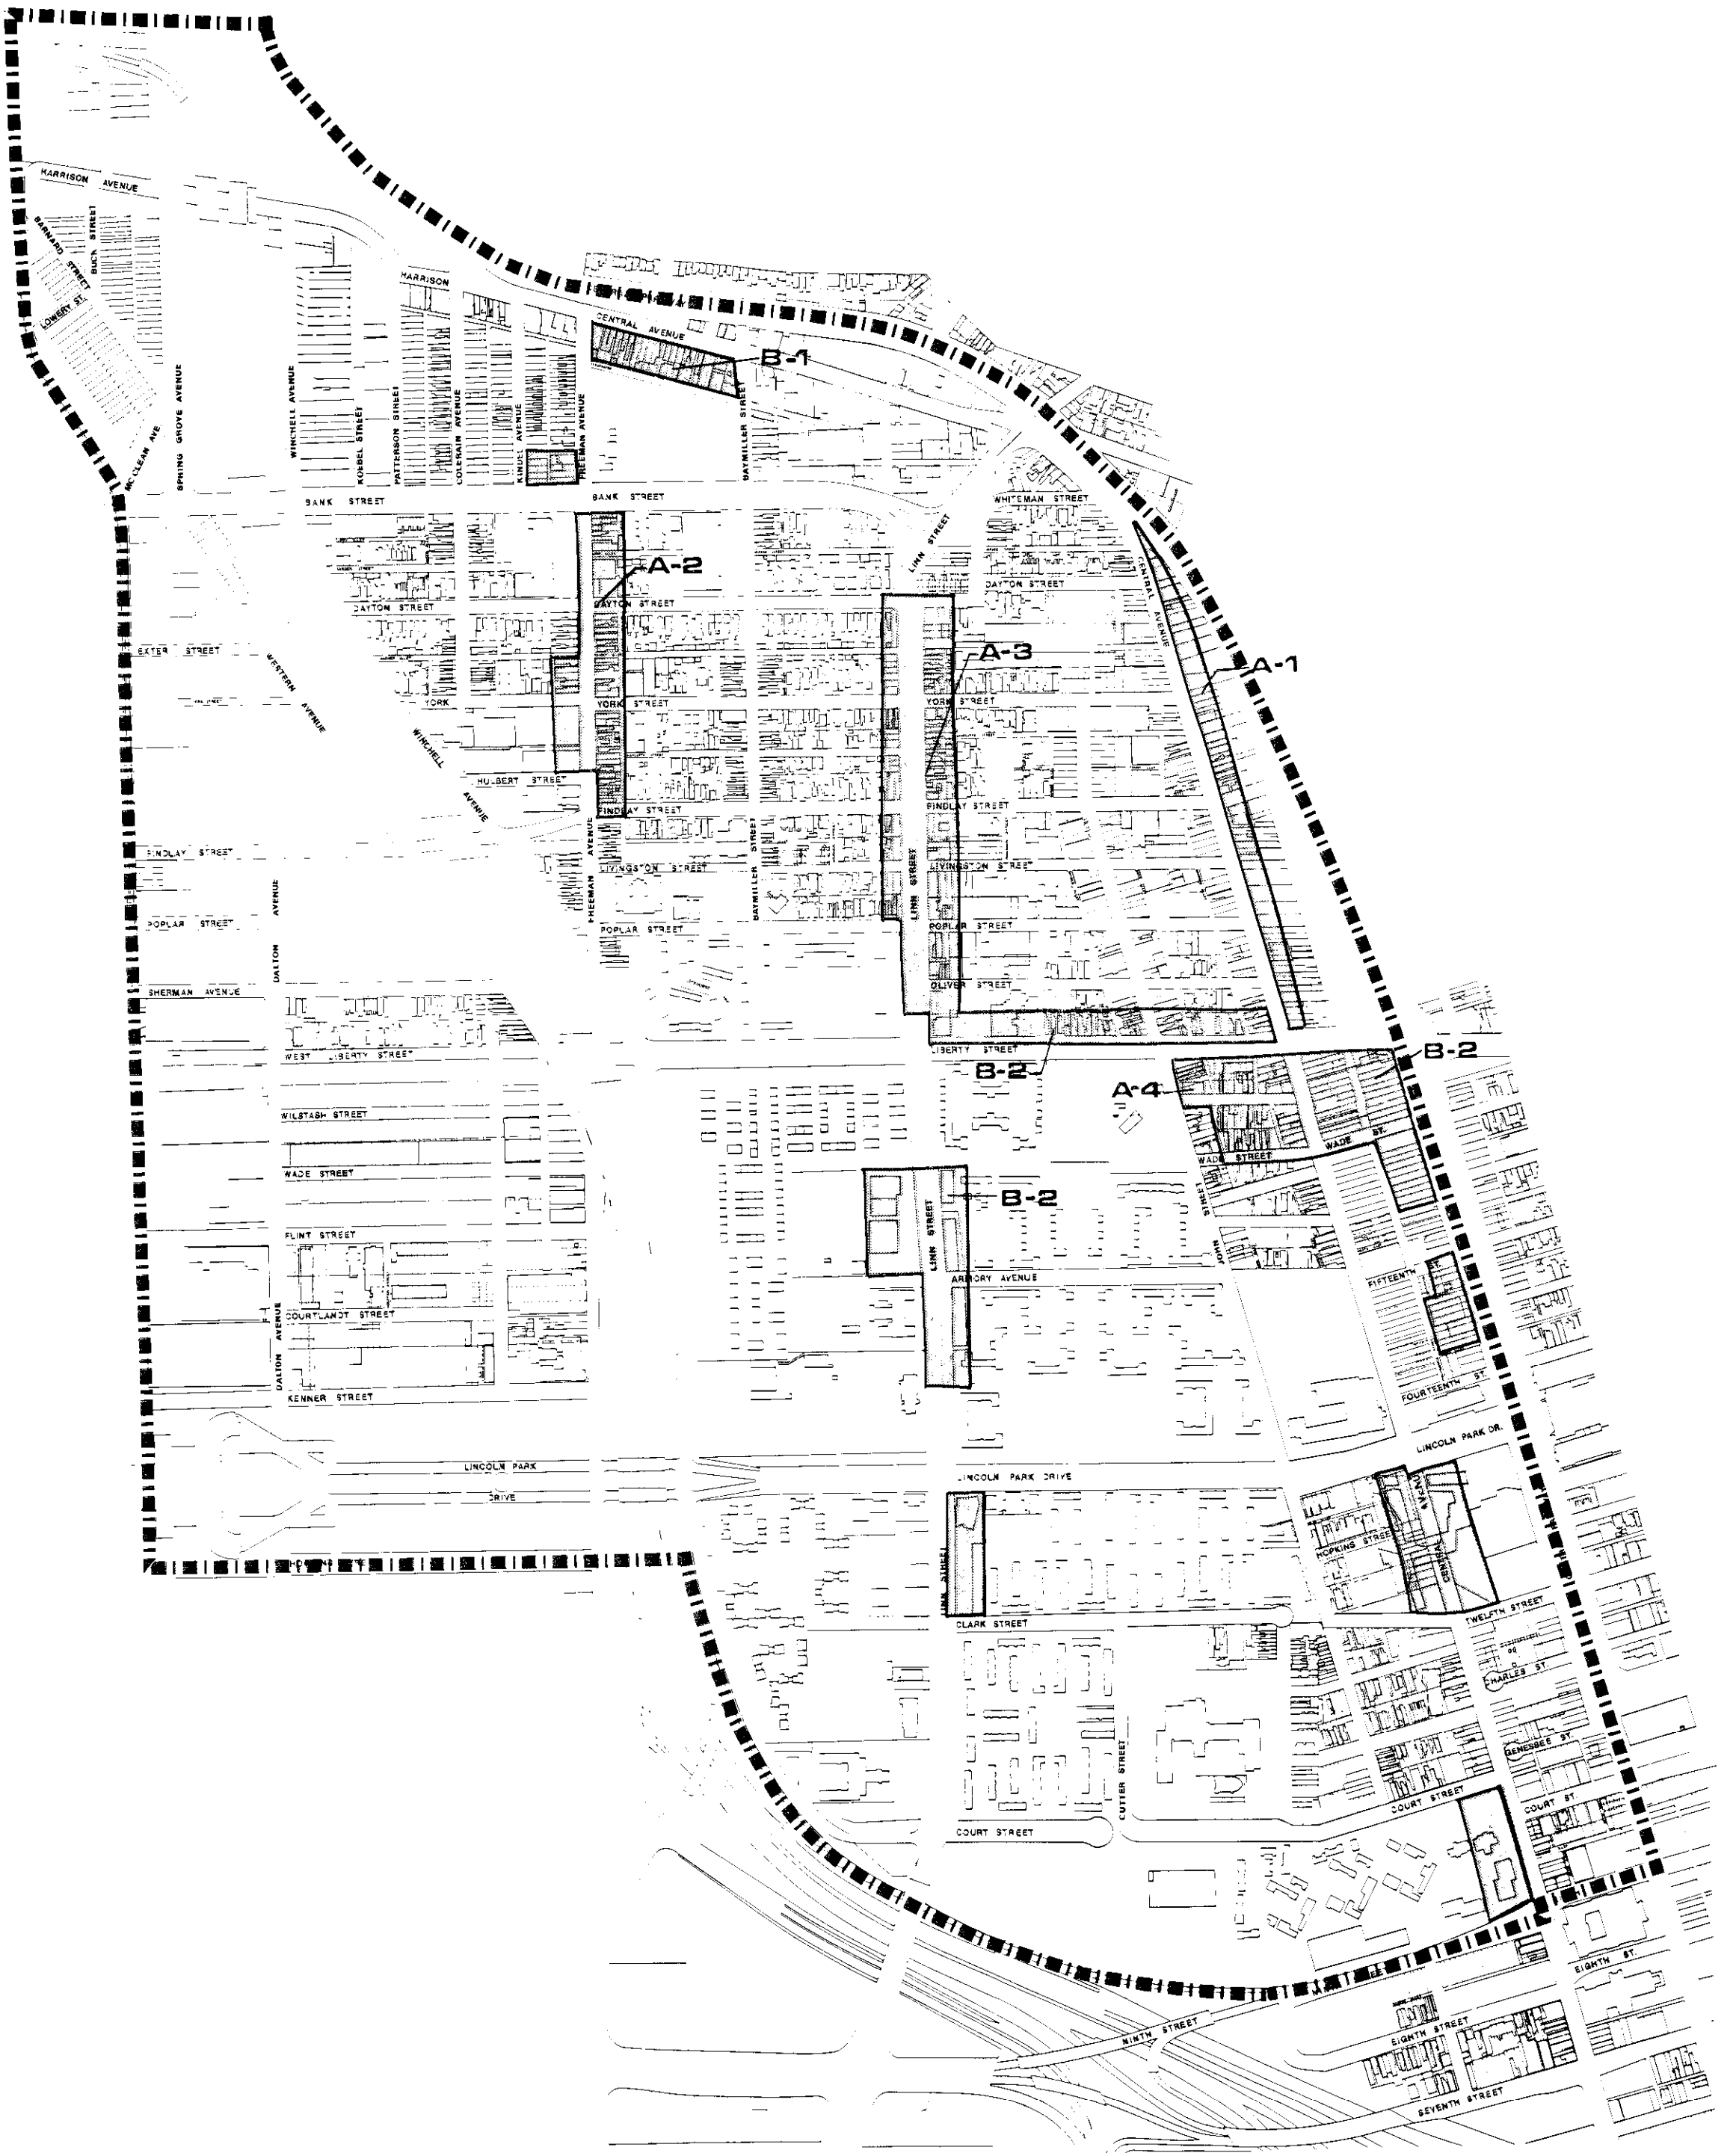 HARRISON AVENUE
BARNARD STREET
BUCK STREET
LOWERY ST.
HARRISON
CENTRAL AVENUE
B-1
WINCHELL AVENUE
SPRING GROVE AVENUE
MCCLEAN AVE
KOEBEL STREET
PATTERSON STREET
COLERAIN AVENUE
KINDEL AVENUE
FREEMAN AVENUE
BAYMILLER STREET
BANK STREET
BANK STREET
WHITEMAN STREET
LINN STREET
A-2
DAYTON STREET
DAYTON STREET
DAYTON STREET
CENTRAL AVENUE
EXTER STREET
WESTERN AVENUE
A-3
A-1
YORK
YORK STREET
YORK STREET
WINCHELL AVENUE
HULBERT STREET
FINDLAY STREET
FINDLAY STREET
FINDLAY STREET
FREEMAN AVENUE
BAYMILLER STREET
LINN STREET
LIVINGSTON STREET
LIVINGSTON STREET
DALTON AVENUE
POPLAR STREET
POPLAR STREET
POPLAR STREET
SHERMAN AVENUE
OLIVER STREET
WEST LIBERTY STREET
LIBERTY STREET
B-2
B-2
A-4
WILSTASH STREET
WADE ST.
WADE STREET
WADE STREET
B-2
LINN STREET
JOHN STREET
FLINT STREET
ARMORY AVENUE
FIFTEENTH ST.
COURTLANDT STREET
DALTON AVENUE
KENNER STREET
FOURTEENTH ST.
LINCOLN PARK DR.
LINCOLN PARK DRIVE
LINCOLN PARK DRIVE
CENTRAL AVENUE
HOPKINS STREET
LINN STREET
CLARK STREET
TWELFTH STREET
CHARLES ST.
GENESEE ST.
CUTTER STREET
COURT STREET
COURT ST.
COURT STREET
EIGHTH ST.
NINTH STREET
EIGHTH STREET
SEVENTH STREET